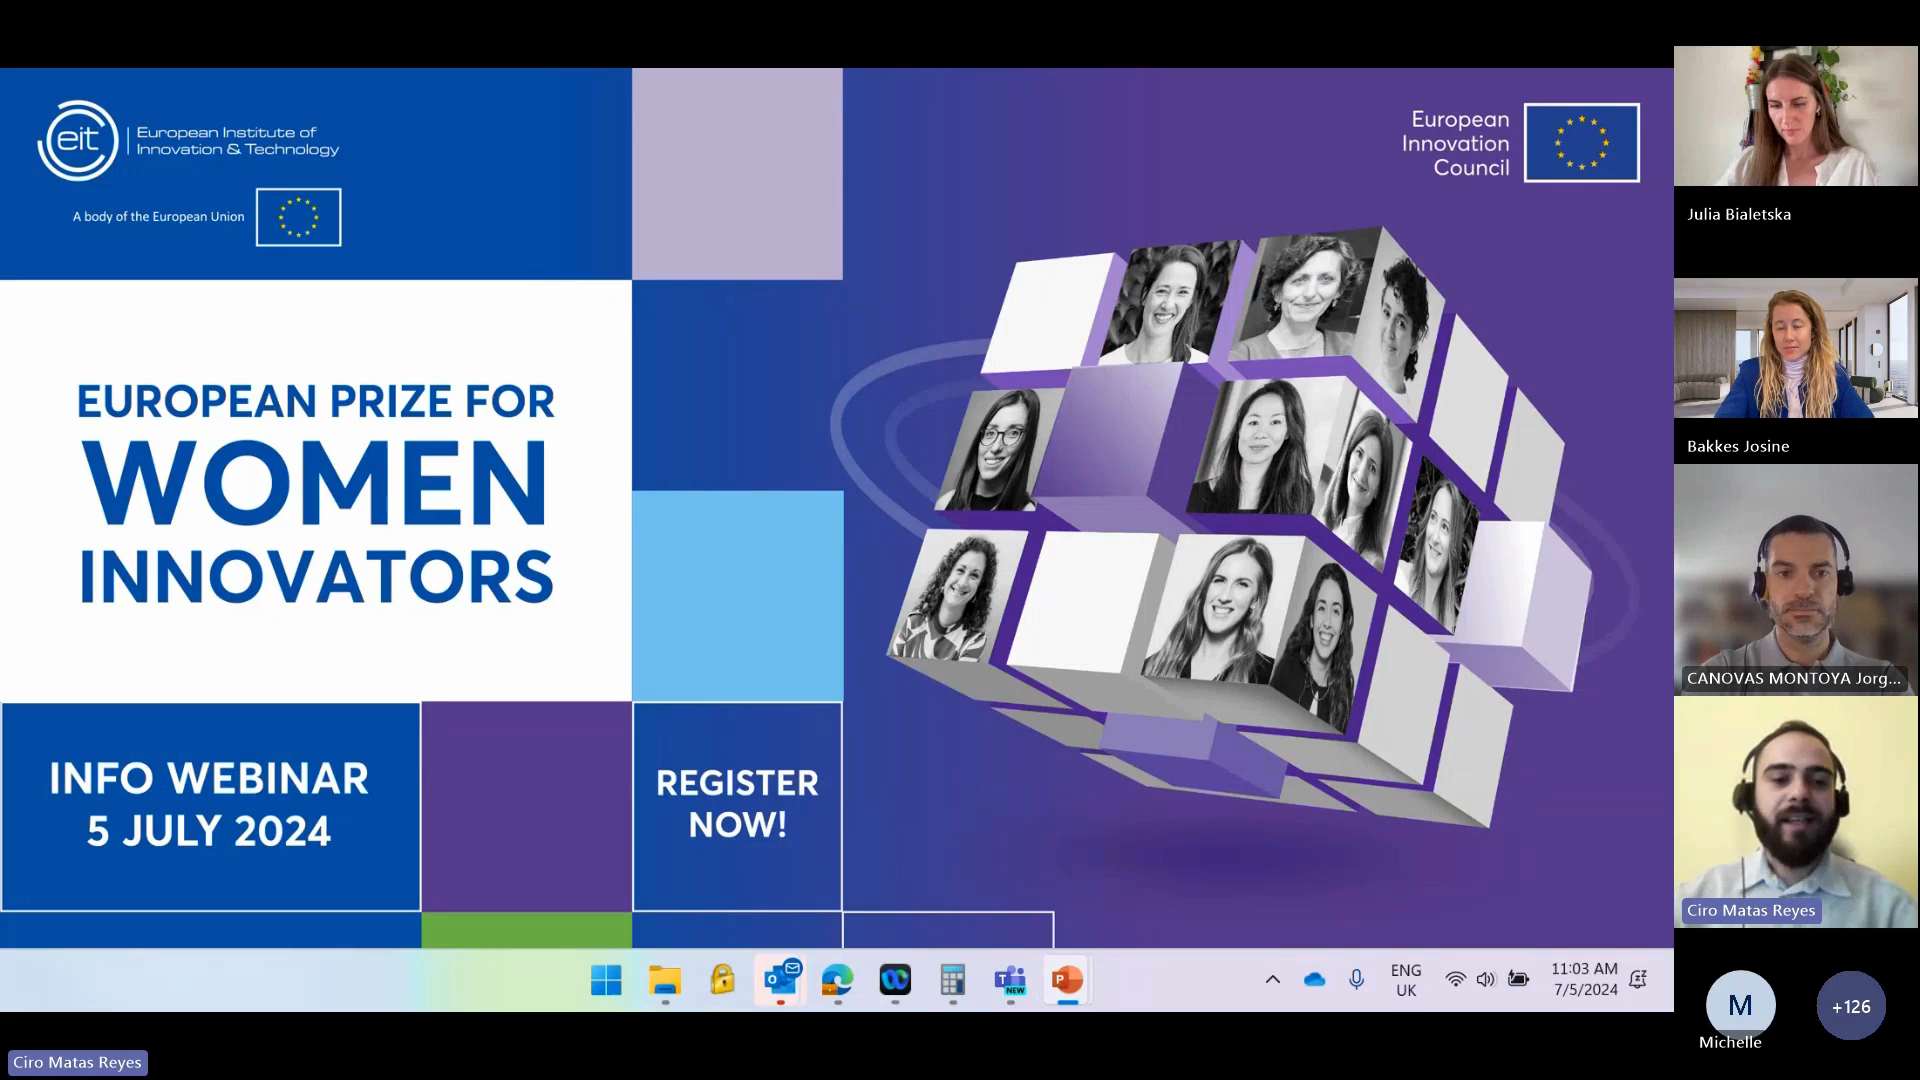 eit
European Institute of
Innovation & Technology
A body of the European Union
European
Innovation
Council
EUROPEAN PRIZE FOR
WOMEN
INNOVATORS
INFO WEBINAR
5 JULY 2024
REGISTER
NOW!
Julia Bialetska
Bakkes Josine
CANOVAS MONTOYA Jorg...
Ciro Matas Reyes
M
Michelle
+126
NEW
ENG
UK
11:03 AM
7/5/2024
Ciro Matas Reyes